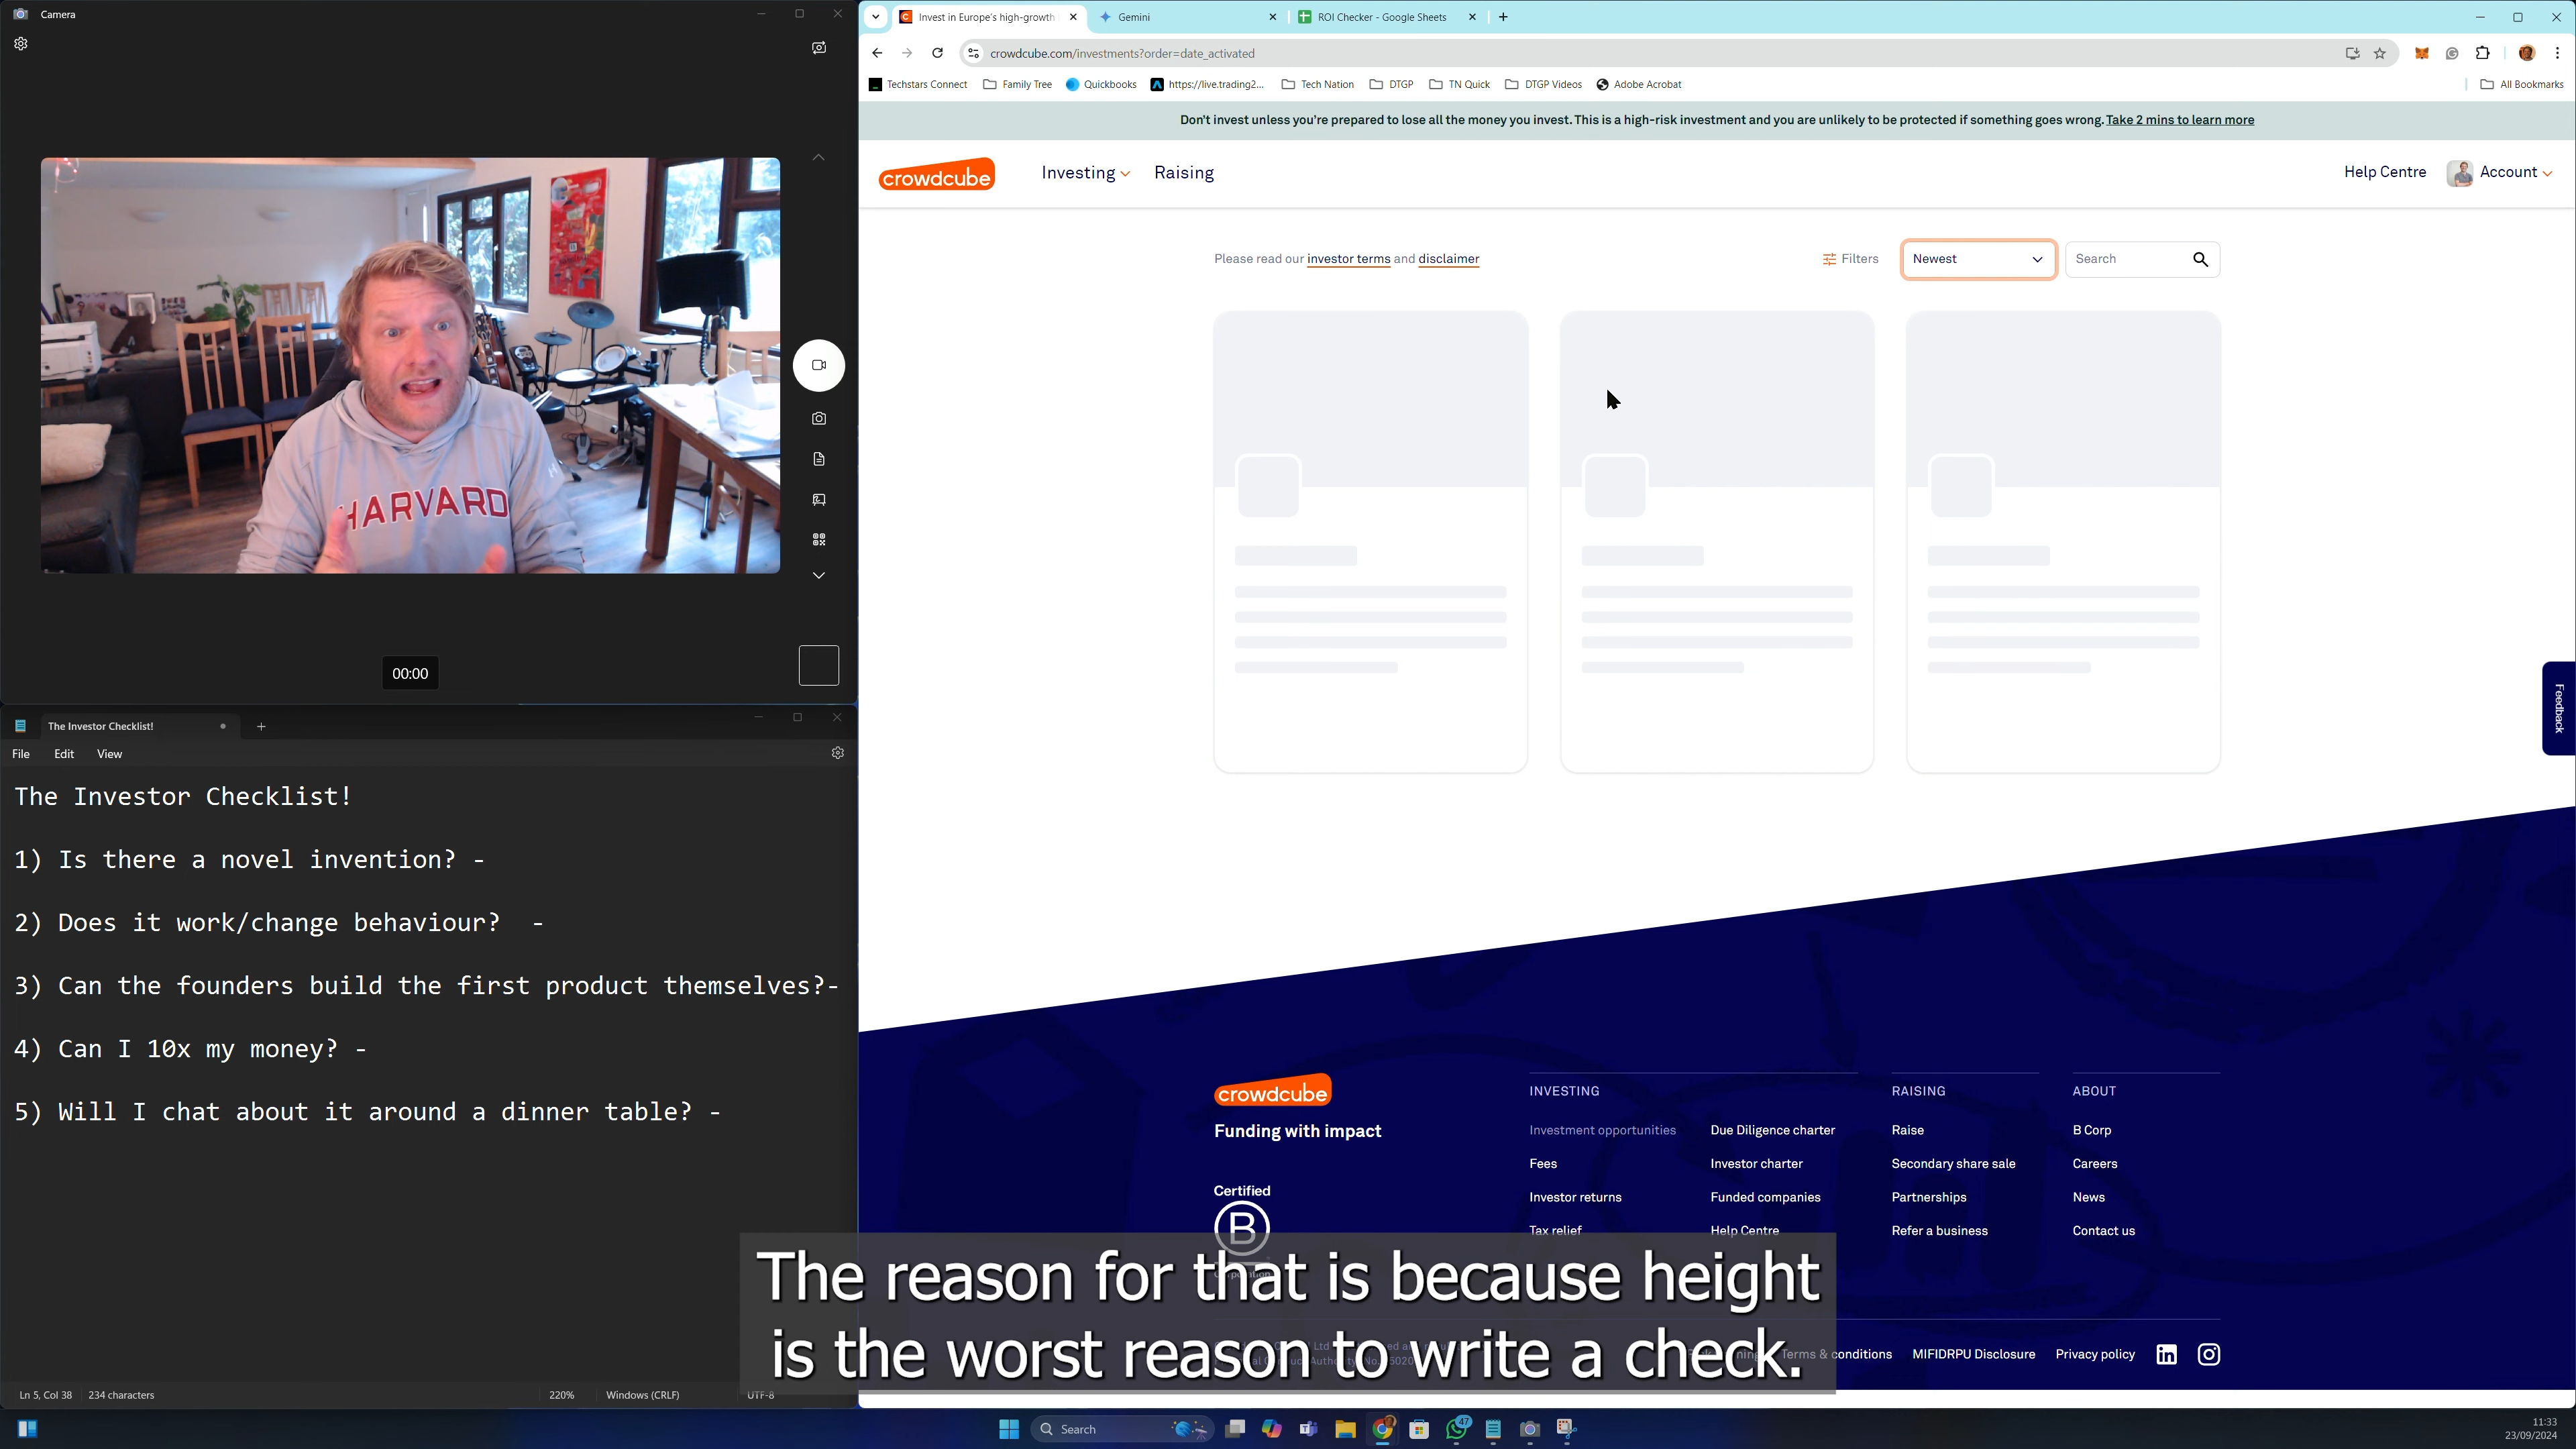 Camera
HARVARD
00:00
The Investor Checklist!
File Edit View
The Investor Checklist!
1) Is there a novel invention? -
2) Does it work/change behaviour?  -
3) Can the founders build the first product themselves?-
4) Can I 10x my money? -
5) Will I chat about it around a dinner table? -
Ln 5, Col 38 234 characters 220% Windows (CRLF) UTF-8
Invest in Europe's high-growth Gemini ROI Checker - Google Sheets
crowdcube.com/investments?order=date_activated
Techstars Connect Family Tree Quickbooks https://live.trading2... Tech Nation DTGP TN Quick DTGP Videos Adobe Acrobat All Bookmarks
Don't invest unless you're prepared to lose all the money you invest. This is a high-risk investment and you are unlikely to be protected if something goes wrong. Take 2 mins to learn more
crowdcube Investing Raising Help Centre Account
Please read our investor terms and disclaimer Filters Newest Search
Feedback
crowdcube
Funding with impact
Certified
B
INVESTING RAISING ABOUT
Investment opportunities Due Diligence charter Raise B Corp
Fees Investor charter Secondary share sale Careers
Investor returns Funded companies Partnerships News
Tax relief Help Centre Refer a business Contact us
conditions MIFIDRPU Disclosure Privacy policy
The reason for that is because height
is the worst reason to write a check.
Search 47
11:33
23/09/2024